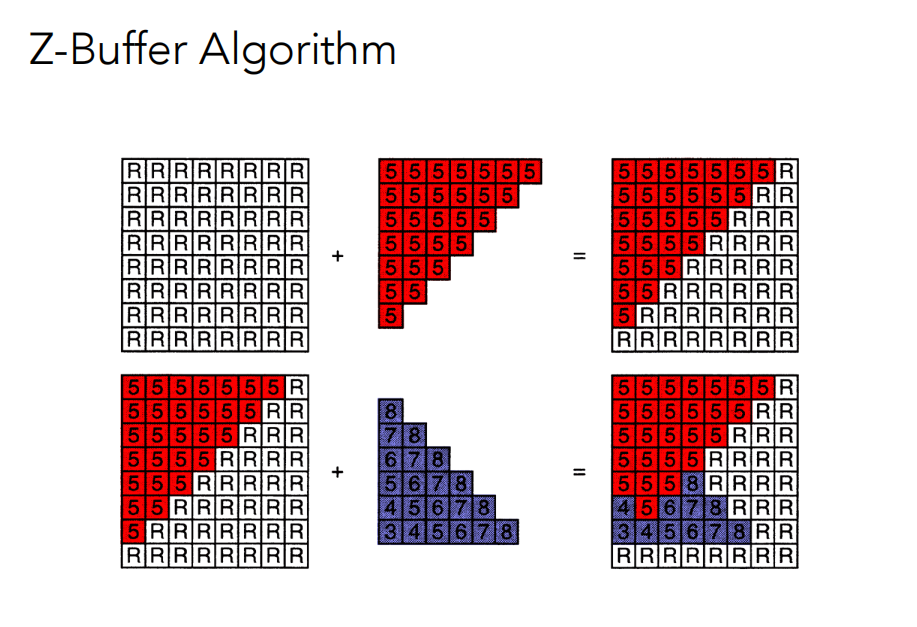 Z-Buffer Algorithm
R R R R R R R R
R R R R R R R R
R R R R R R R R
R R R R R R R R
R R R R R R R R
R R R R R R R R
R R R R R R R R
R R R R R R R R
+
5 5 5 5 5 5 5
5 5 5 5 5 5
5 5 5 5 5
5 5 5 5
5 5 5
5 5
5
=
5 5 5 5 5 5 5 R
5 5 5 5 5 5 R R
5 5 5 5 5 R R R
5 5 5 5 R R R R
5 5 5 R R R R R
5 5 R R R R R R
5 R R R R R R R
R R R R R R R R
5 5 5 5 5 5 5 R
5 5 5 5 5 5 R R
5 5 5 5 5 R R R
5 5 5 5 R R R R
5 5 5 R R R R R
5 5 R R R R R R
5 R R R R R R R
R R R R R R R R
+
8
7 8
6 7 8
5 6 7 8
4 5 6 7 8
3 4 5 6 7 8
=
5 5 5 5 5 5 5 R
5 5 5 5 5 5 R R
5 5 5 5 5 R R R
5 5 5 5 R R R R
5 5 5 8 R R R R
4 5 6 7 8 R R R
3 4 5 6 7 8 R R
R R R R R R R R